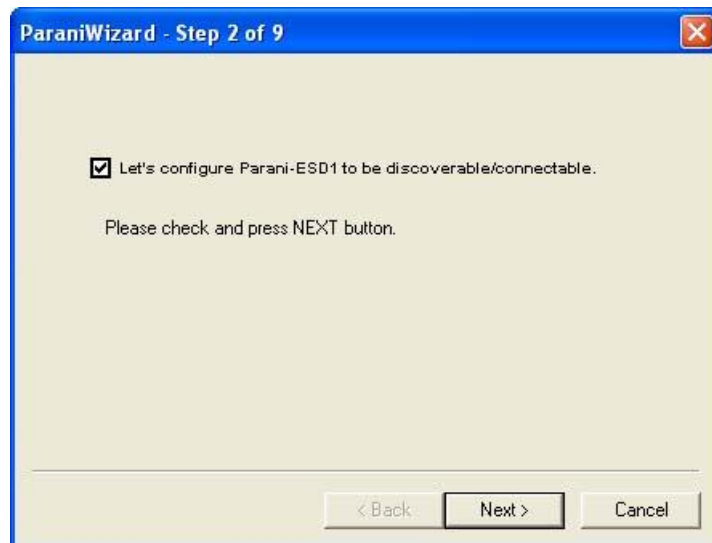 ParaniWizard - Step 2 of 9
Let's configure Parani-ESD1 to be discoverable/connectable.
Please check and press NEXT button.
< Back Next > Cancel